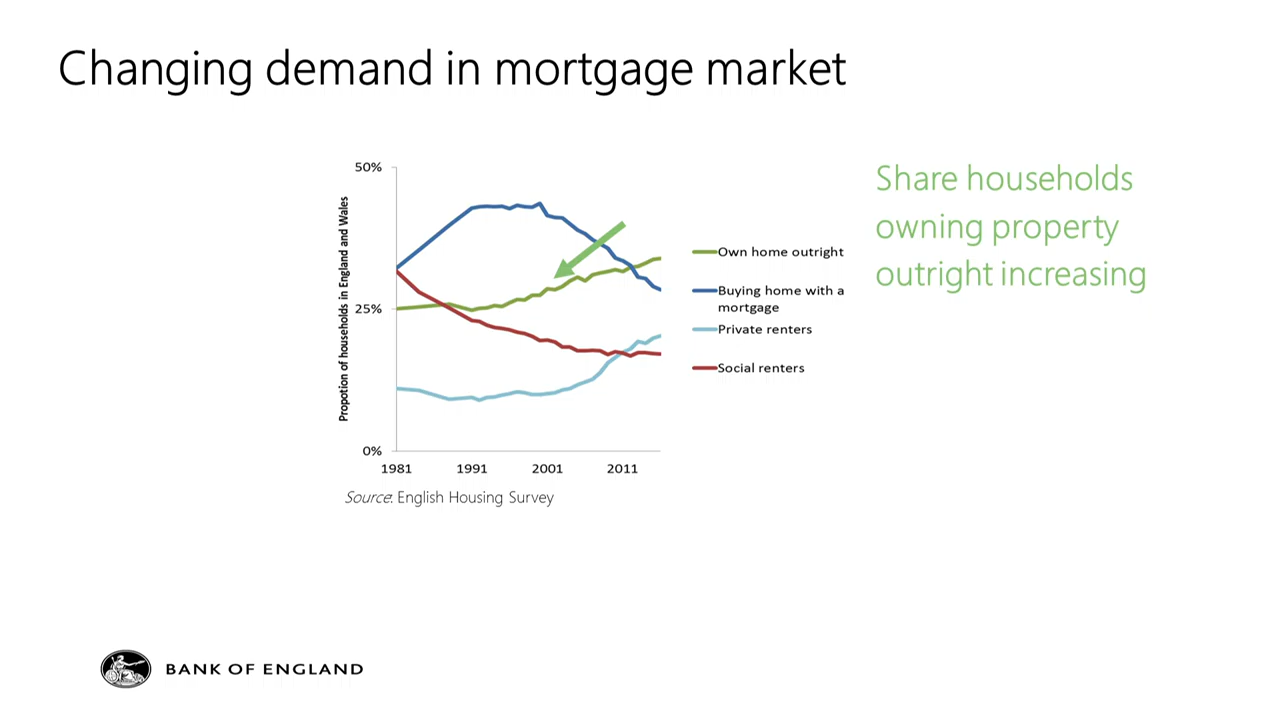 Changing demand in mortgage market
50%
25%
0%
Propotion of households in England and Wales
1981 1991 2001 2011
Own home outright
Buying home with a
mortgage
Private renters
Social renters
Source: English Housing Survey
Share households
owning property
outright increasing
BANK OF ENGLAND